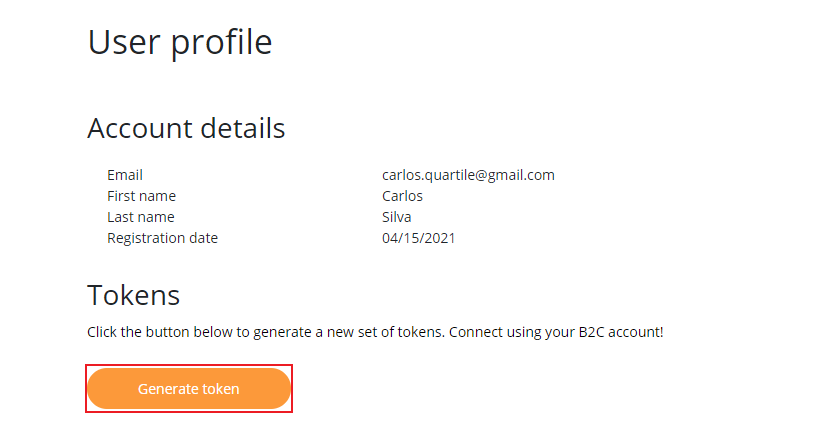 User profile
Account details
Email carlos.quartile@gmail.com
First name Carlos
Last name Silva
Registration date 04/15/2021
Tokens
Click the button below to generate a new set of tokens. Connect using your B2C account!
Generate token